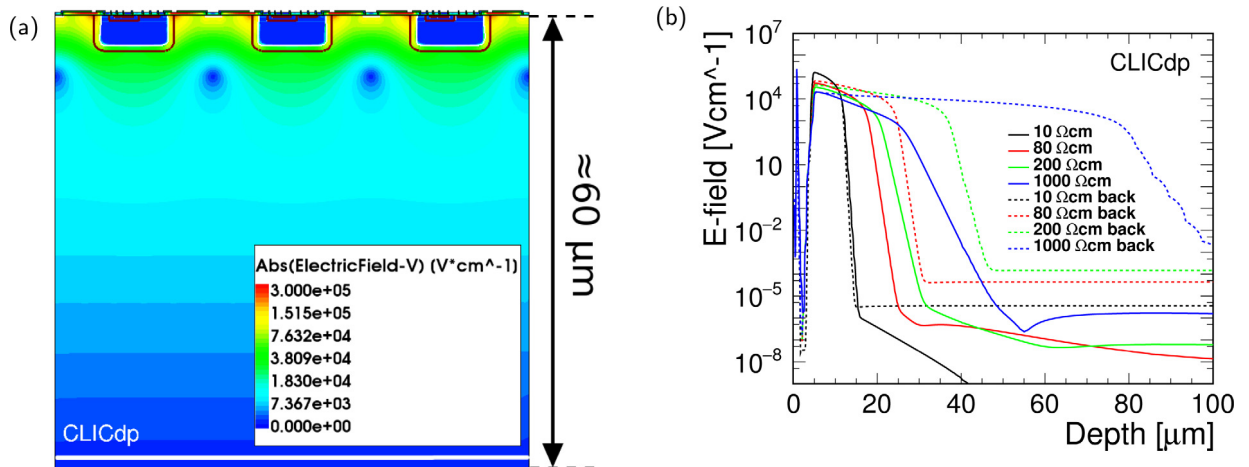 (a)
≈60 μm
Abs(ElectricField-V) (V*cm^-1)
3.000e+05
1.515e+05
7.632e+04
3.809e+04
1.830e+04
7.367e+03
0.000e+00
CLICdp
(b)
E-field [Vcm^-1]
10^7
10^4
10
10^-2
10^-5
10^-8
CLICdp
10 Ωcm
80 Ωcm
200 Ωcm
1000 Ωcm
10 Ωcm back
80 Ωcm back
200 Ωcm back
1000 Ωcm back
0 20 40 60 80 100
Depth [μm]